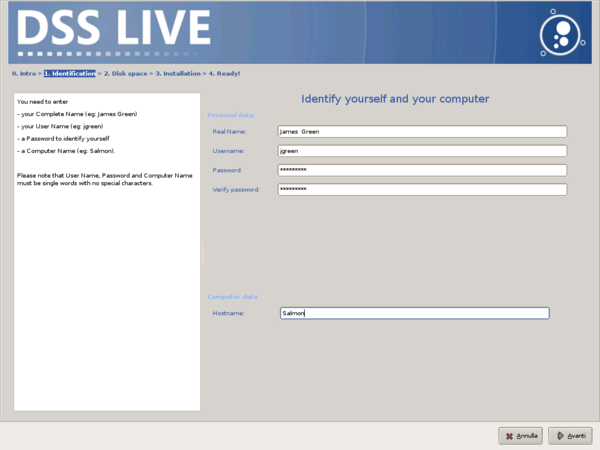 DSS LIVE
0. Intro > 1. Identification > 2. Disk space > 3. Installation > 4. Ready!
You need to enter
- your Complete Name (eg: James Green)
- your User Name (eg: jgreen)
- a Password to identify yourself
- a Computer Name (eg: Salmon).
Please note that User Name, Password and Computer Name
must be single words with no special characters.
Identify yourself and your computer
Personal data
Real Name: James Green
Username: jgreen
Password: *********
Verify password: *********
Computer data
Hostname: Salmon
Annulla
Avanti